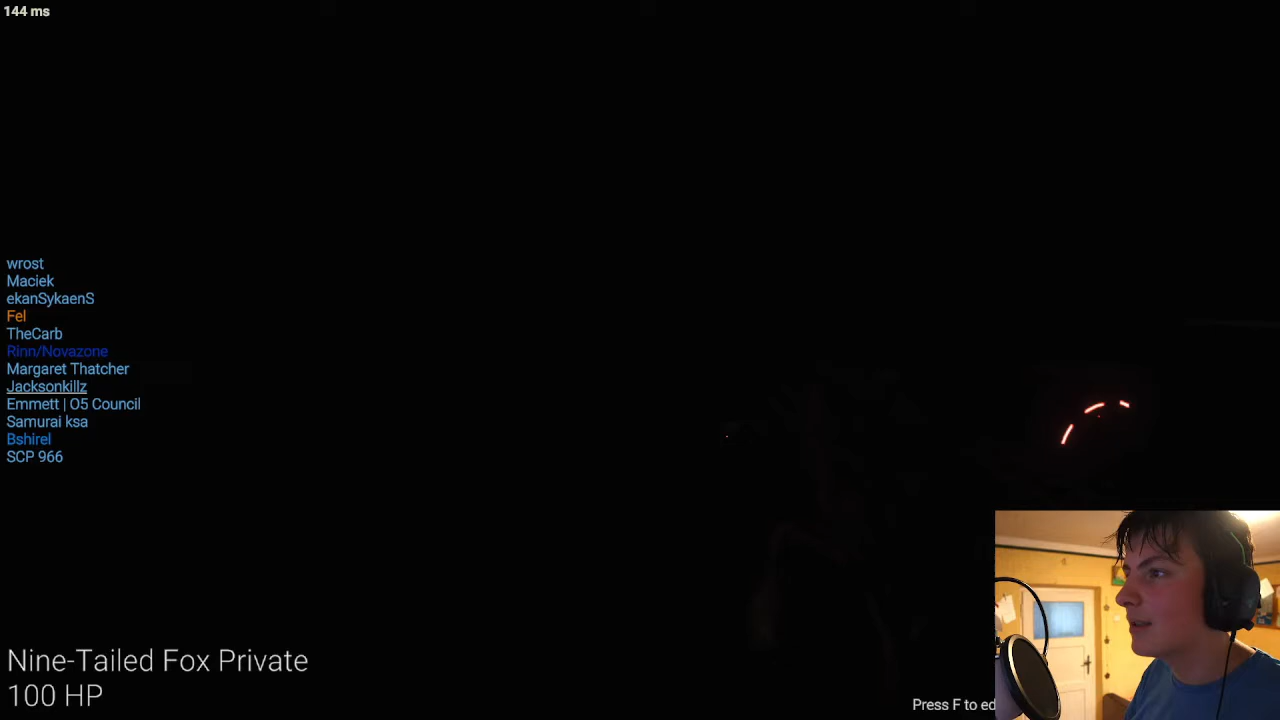 144 ms
wrost
Maciek
ekanSykaenS
Fel
TheCarb
Rinn/Novazone
Margaret Thatcher
Jacksonkillz
Emmett | O5 Council
Samurai ksa
Bshirel
SCP 966
Nine-Tailed Fox Private
100 HP
Press F to ed